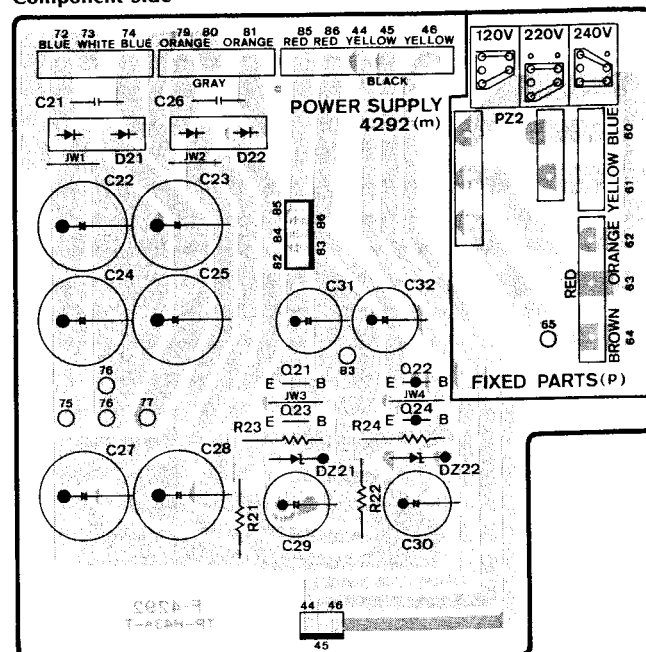 Component side
72 73 74 79 80 81 85 86 44 45 46
BLUE WHITE BLUE ORANGE ORANGE RED RED YELLOW YELLOW
GRAY BLACK
120V 220V 240V
C21 C26
POWER SUPPLY
4292 (m)
PZ2
JW1 D21 JW2 D22
BLUE 60
YELLOW 61
C22 C23
85 86
84
82 83
C24 C25
C31 C32
ORANGE 62
RED 63
BROWN 64
65
83
FIXED PARTS (P)
76
75 76 77
E Q21 B
E Q22 B
JW3 JW4
E Q23 B
E Q24 B
R23 R24
DZ21 DZ22
C27 C28
R21 R22
C29 C30
F-4292
TP-H434-T
44 46
45